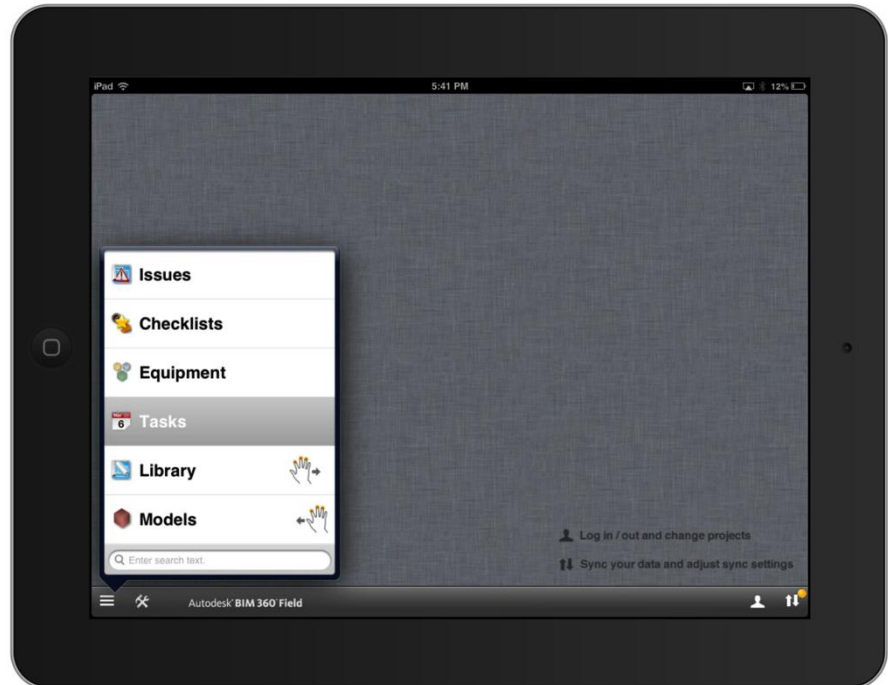 iPad
5:41 PM
12%
Issues
Checklists
Equipment
6
Tasks
Library
Models
Enter search text.
Log in / out and change projects
Sync your data and adjust sync settings
Autodesk® BIM 360® Field